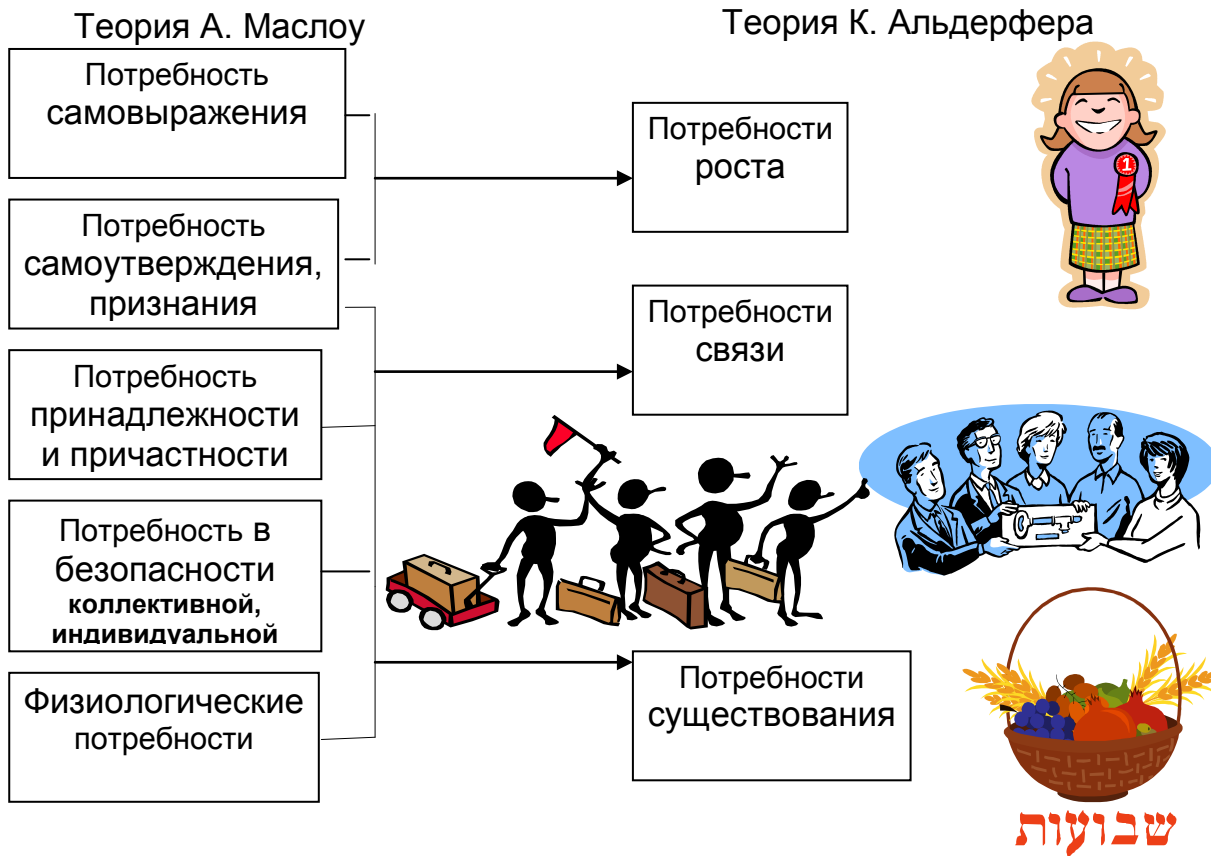 Теория А. Маслоу
Теория К. Альдерфера
Потребность
самовыражения
Потребность
самоутверждения,
признания
Потребность
принадлежности
и причастности
Потребность в
безопасности
коллективной,
индивидуальной
Физиологические
потребности
Потребности
роста
1
Потребности
связи
Потребности
существования
שבועות